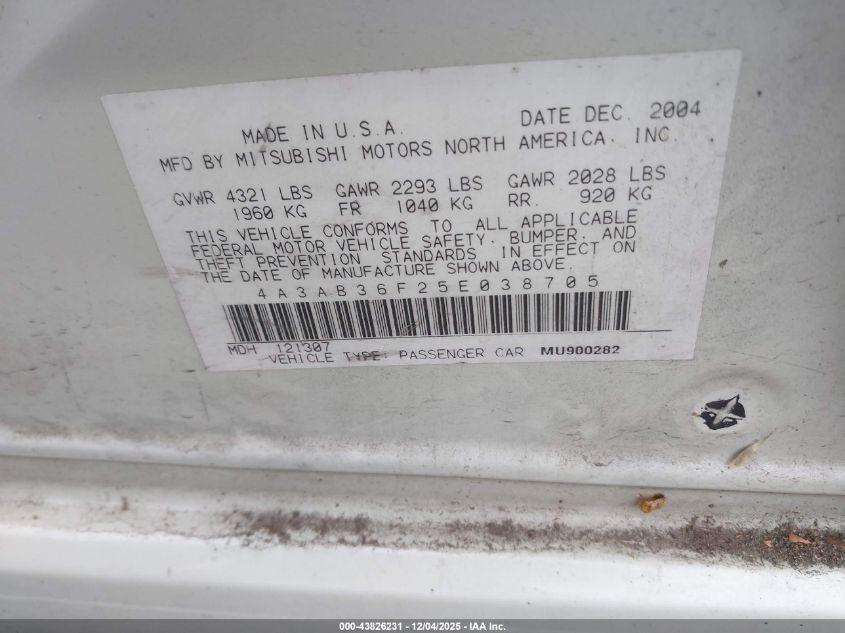 MADE IN U.S.A. DATE DEC. 2004
MFD BY MITSUBISHI MOTORS NORTH AMERICA. INC.
GVWR 4321 LBS GAWR 2293 LBS GAWR 2028 LBS
1960 KG FR 1040 KG RR. 920 KG
THIS VEHICLE CONFORMS TO ALL APPLICABLE
FEDERAL MOTOR VEHICLE SAFETY, BUMPER, AND
THEFT PREVENTION STANDARDS IN EFFECT ON
THE DATE OF MANUFACTURE SHOWN ABOVE.
4A3AB36F25E038705
MDH 121307
VEHICLE TYPE: PASSENGER CAR MU900282
000-43826231 - 12/04/2025 - IAA Inc.